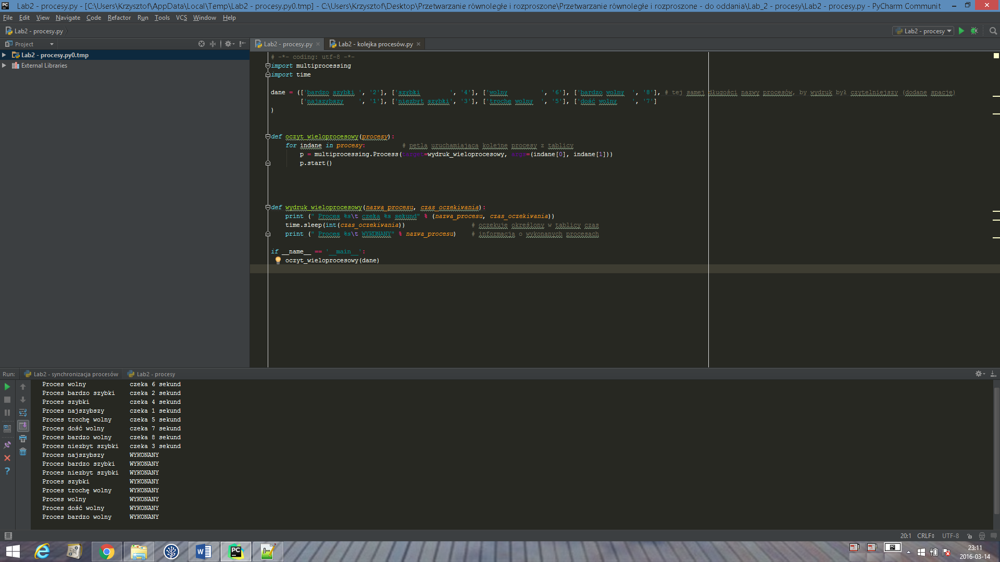 Lab2 - procesy.py - [C:\Users\Krzysztof\AppData\Local\Temp\Lab2 - procesy.py0.tmp] - C:\Users\Krzysztof\Desktop\Przetwarzanie równoległe i rozproszone\Przetwarzanie równoległe i rozproszone - do oddania\Lab_2 - procesy\Lab2 - procesy.py - PyCharm Communit
File Edit View Navigate Code Refactor Run Tools VCS Window Help
Lab2 - procesy.py
Lab2 - procesy
Project
Lab2 - procesy.py Lab2 - kolejka procesów.py
Lab2 - procesy.py0.tmp
External Libraries
# -*- coding: utf-8 -*-
import multiprocessing
import time
dane = (['bardzo szybki ', '2'], ['szybki        ', '4'], ['wolny         ', '6'], ['bardzo wolny  ', '8'], # tej samej długości nazwy procesów, by wydruk był czytelniejszy (dodane spacje)
['najszybszy    ', '1'], ['niezbyt szybki', '3'], ['trochę wolny  ', '5'], ['dość wolny    ', '7']
)
def oczyt_wieloprocesowy(procesy):
for indane in procesy:          # petla uruchamiająca kolejne procesy z tablicy
p = multiprocessing.Process(target=wydruk_wieloprocesowy, args=(indane[0], indane[1]))
p.start()
def wydruk_wieloprocesowy(nazwa_procesu, czas_oczekivania):
print (" Proces %s\t czeka %s sekund" % (nazwa_procesu, czas_oczekivania))
time.sleep(int(czas_oczekivania))                  # oczekuje określony w tablicy czas
print (" Proces %s\t WYKONANY" % nazwa_procesu)    # informacja o wykonanych procesach
if __name__ == '__main__':
oczyt_wieloprocesowy(dane)
Run: Lab2 - synchronizacja procesów Lab2 - procesy
Proces wolny            czeka 6 sekund
Proces bardzo szybki    czeka 2 sekund
Proces szybki           czeka 4 sekund
Proces najszybszy       czeka 1 sekund
Proces trochę wolny     czeka 5 sekund
Proces dość wolny       czeka 7 sekund
Proces bardzo wolny     czeka 8 sekund
Proces niezbyt szybki   czeka 3 sekund
Proces najszybszy       WYKONANY
Proces bardzo szybki    WYKONANY
Proces niezbyt szybki   WYKONANY
Proces szybki           WYKONANY
Proces trochę wolny     WYKONANY
Proces wolny            WYKONANY
Proces dość wolny       WYKONANY
Proces bardzo wolny     WYKONANY
20:1 CRLF UTF-8
23:11
2016-03-14